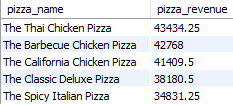 pizza_name pizza_revenue
The Thai Chicken Pizza 43434.25
The Barbecue Chicken Pizza 42768
The California Chicken Pizza 41409.5
The Classic Deluxe Pizza 38180.5
The Spicy Italian Pizza 34831.25